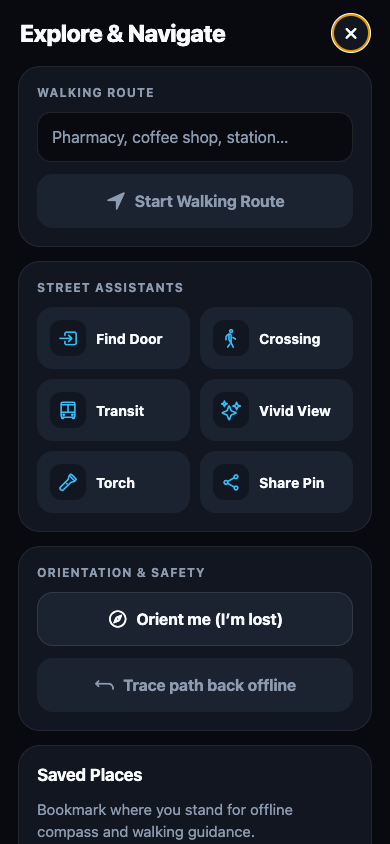 Explore & Navigate
WALKING ROUTE
Pharmacy, coffee shop, station...
Start Walking Route
STREET ASSISTANTS
Find Door
Crossing
Transit
Vivid View
Torch
Share Pin
ORIENTATION & SAFETY
Orient me (I’m lost)
Trace path back offline
Saved Places
Bookmark where you stand for offline
compass and walking guidance.